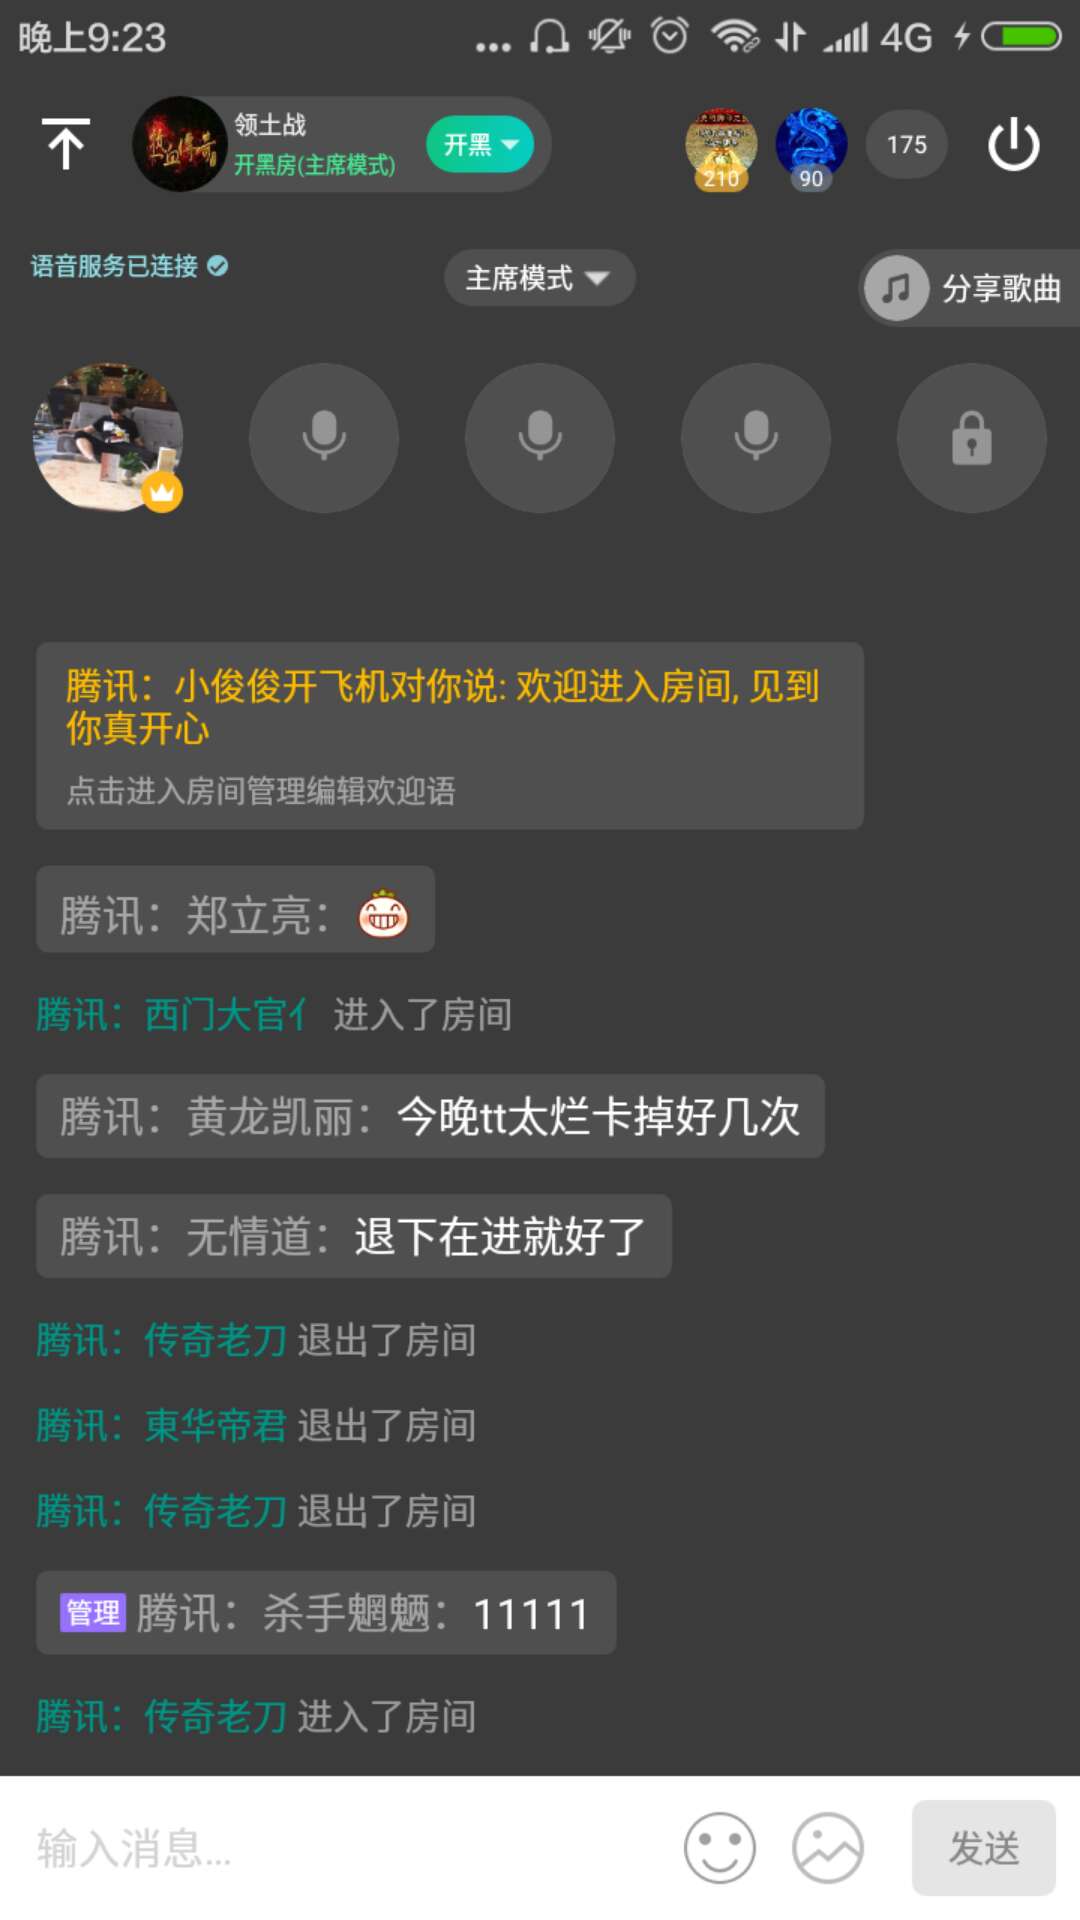 晚上9:23
4G
领土战
开黑房(主席模式)
开黑
210
90
175
语音服务已连接
主席模式
分享歌曲
腾讯：小俊俊开飞机对你说: 欢迎进入房间, 见到
你真开心
点击进入房间管理编辑欢迎语
腾讯：郑立亮：
腾讯：西门大官亻 进入了房间
腾讯：黄龙凯丽：今晚tt太烂卡掉好几次
腾讯：无情道：退下在进就好了
腾讯：传奇老刀 退出了房间
腾讯：東华帝君 退出了房间
腾讯：传奇老刀 退出了房间
管理 腾讯：杀手魍魉：11111
腾讯：传奇老刀 进入了房间
输入消息...
发送